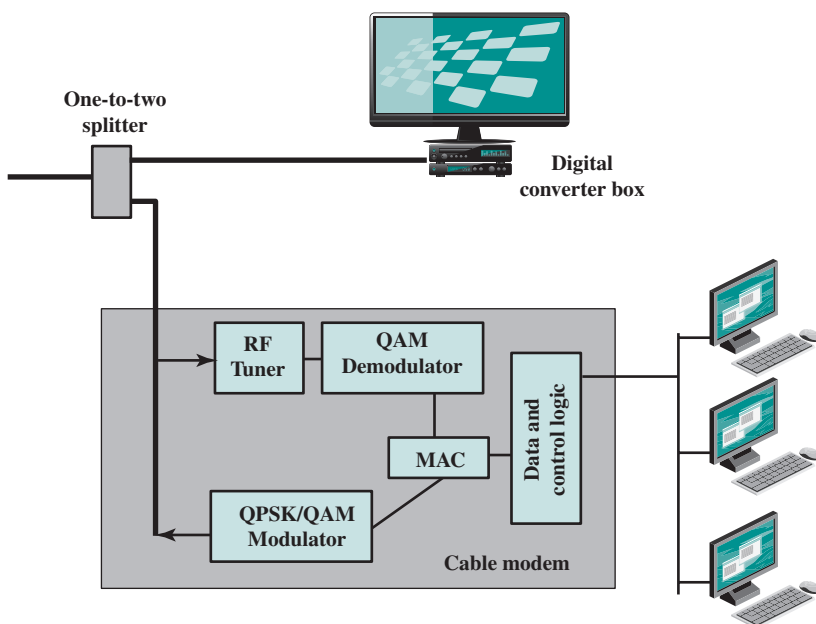 One-to-two
splitter
Digital
converter box
RF
Tuner
QAM
Demodulator
Data and
control logic
MAC
QPSK/QAM
Modulator
Cable modem